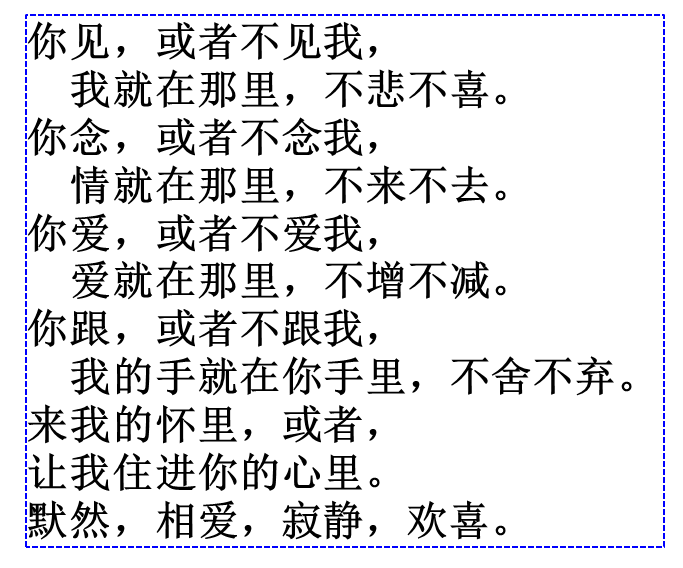 你见，或者不见我，
我就在那里，不悲不喜。
你念，或者不念我，
情就在那里，不来不去。
你爱，或者不爱我，
爱就在那里，不增不减。
你跟，或者不跟我，
我的手就在你手里，不舍不弃。
来我的怀里，或者，
让我住进你的心里。
默然，相爱，寂静，欢喜。